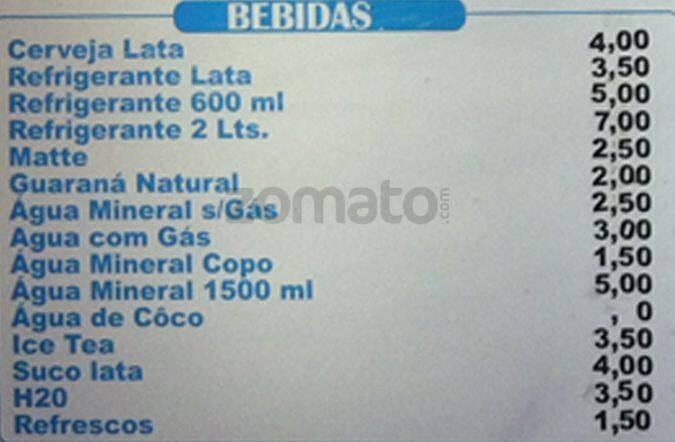 BEBIDAS
Cerveja Lata 4,00
Refrigerante Lata 3,50
Refrigerante 600 ml 5,00
Refrigerante 2 Lts. 7,00
Matte 2,50
Guaraná Natural 2,00
zomato.com
Água Mineral s/Gás 2,50
Agua com Gás 3,00
Água Mineral Copo 1,50
Água Mineral 1500 ml 5,00
Água de Côco , 0
Ice Tea 3,50
Suco lata 4,00
H20 3,50
Refrescos 1,50